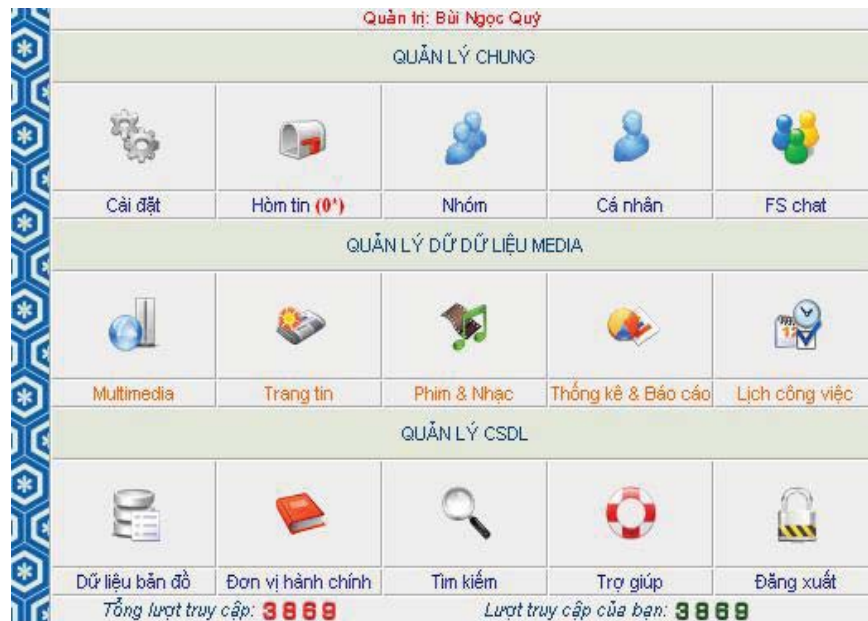 Quản trị: Bùi Ngọc Quý
QUẢN LÝ CHUNG
Cài đặt Hòm tin (0*) Nhóm Cá nhân FS chat
QUẢN LÝ DỮ DỮ LIỆU MEDIA
Multimedia Trang tin Phim & Nhạc Thống kê & Báo cáo Lịch công việc
QUẢN LÝ CSDL
Dữ liệu bản đồ Đơn vị hành chính Tìm kiếm Trợ giúp Đăng xuất
Tổng lượt truy cập: 3869 Lượt truy cập của bạn: 3869